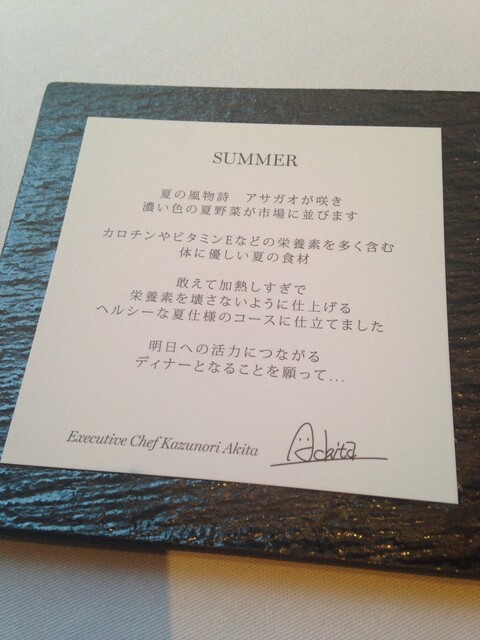 SUMMER
夏の風物詩　アサガオが咲き
濃い色の夏野菜が市場に並びます
カロチンやビタミンEなどの栄養素を多く含む
体に優しい夏の食材
敢えて加熱しすぎで
栄養素を壊さないように仕上げる
ヘルシーな夏仕様のコースに仕立てました
明日への活力につながる
ディナーとなることを願って…
Executive Chef Kazunori Akita Adkita